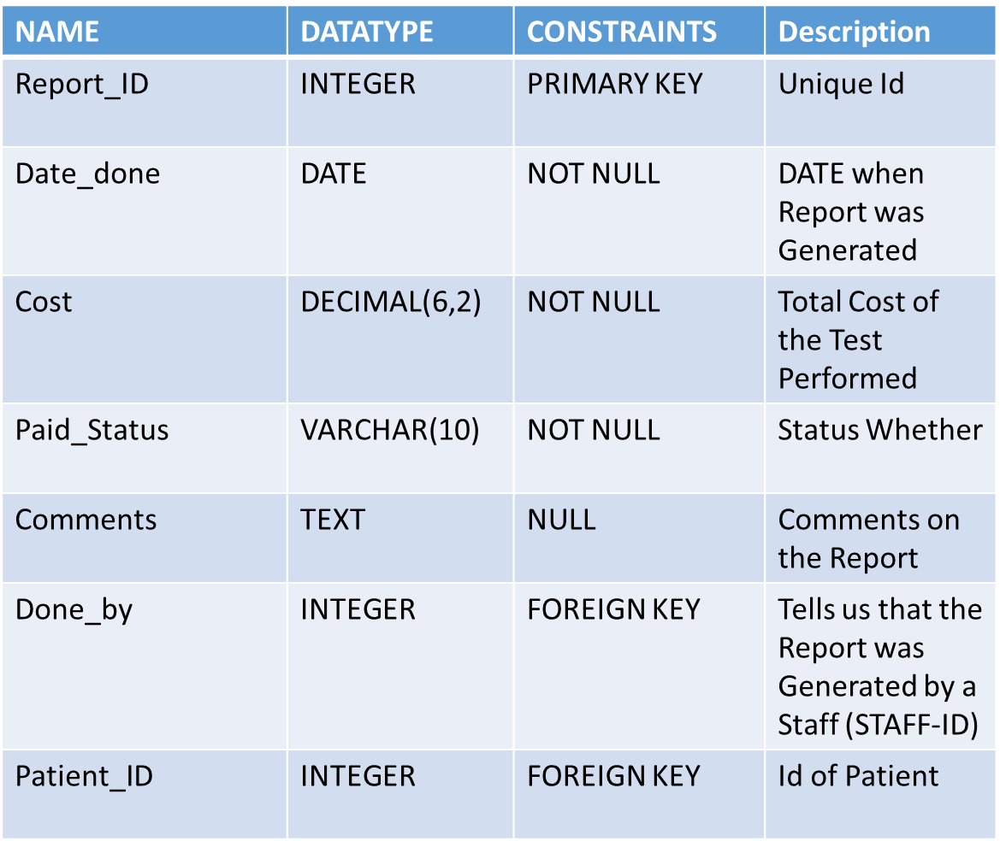 NAME DATATYPE CONSTRAINTS Description
Report_ID INTEGER PRIMARY KEY Unique Id
Date_done DATE NOT NULL DATE when
Report was
Generated
Cost DECIMAL(6,2) NOT NULL Total Cost of
the Test
Performed
Paid_Status VARCHAR(10) NOT NULL Status Whether
Comments TEXT NULL Comments on
the Report
Done_by INTEGER FOREIGN KEY Tells us that the
Report was
Generated by a
Staff (STAFF-ID)
Patient_ID INTEGER FOREIGN KEY Id of Patient